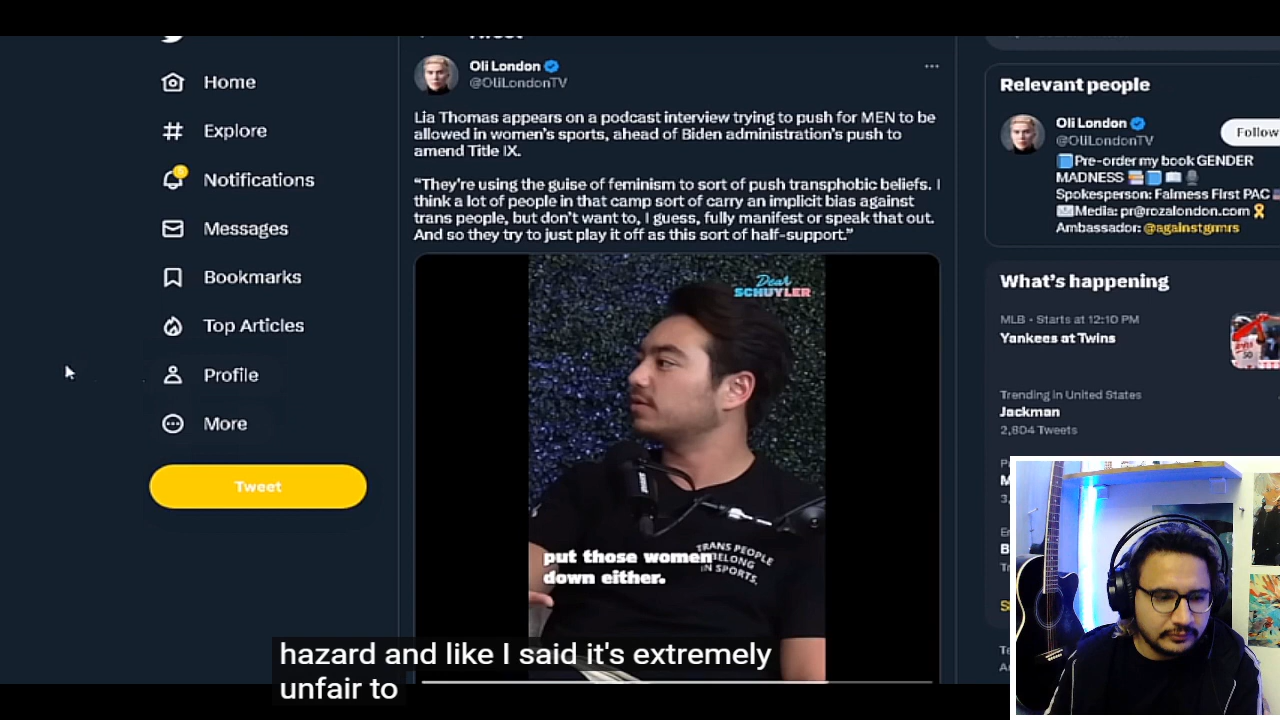 Home
Explore
Notifications
Messages
Bookmarks
Top Articles
Profile
More
Tweet
Oli London
@OliLondonTV
Lia Thomas appears on a podcast interview trying to push for MEN to be
allowed in women's sports, ahead of Biden administration's push to
amend Title IX.
“They're using the guise of feminism to sort of push transphobic beliefs. I
think a lot of people in that camp sort of carry an implicit bias against
trans people, but don't want to, I guess, fully manifest or speak that out.
And so they try to just play it off as this sort of half-support.”
Dear
SCHUYLER
TRANS PEOPLE
BELONG
IN SPORTS.
put those women
down either.
hazard and like I said it's extremely
unfair to
Relevant people
Oli London
@OliLondonTV
Follow
Pre-order my book GENDER
MADNESS
Spokesperson: Fairness First PAC
Media: pr@rozalondon.com
Ambassador: @againstgrmrs
What's happening
MLB · Starts at 12:10 PM
Yankees at Twins
Trending in United States
Jackman
2,804 Tweets